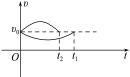 v
v₀
O t₂ t₁ t